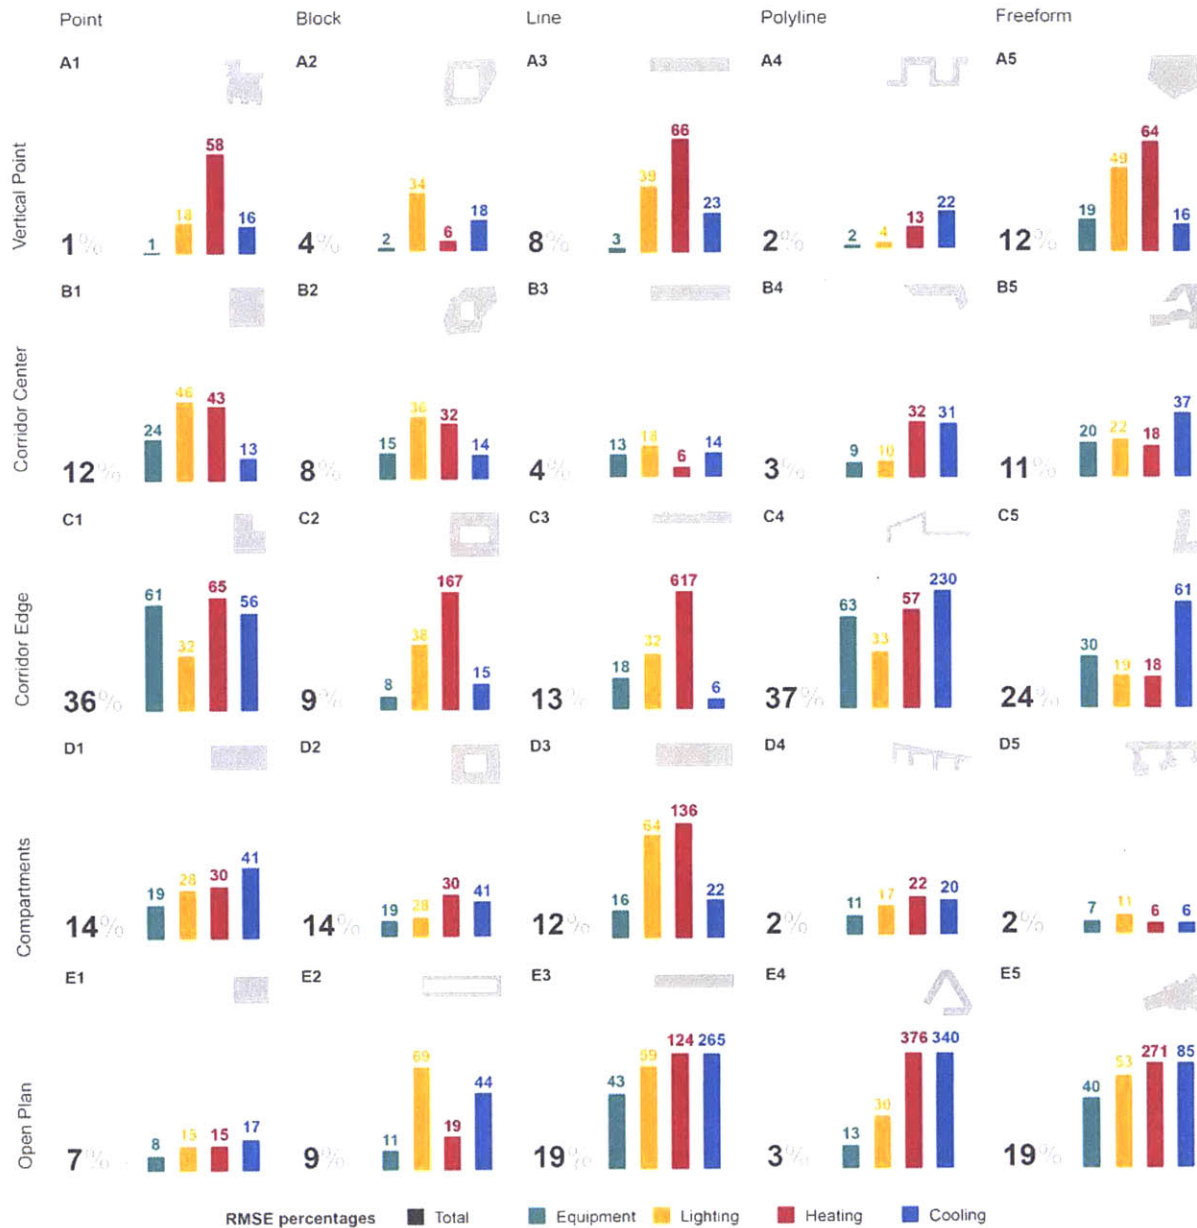 Point Block Line Polyline Freeform
A1 A2 A3 A4 A5
Vertical Point
1% 1 18 58 16
4% 2 34 6 18
8% 3 39 66 23
2% 2 4 13 22
12% 19 49 64 16
B1 B2 B3 B4 B5
Corridor Center
12% 24 46 43 13
8% 15 36 32 14
4% 13 18 6 14
3% 9 10 32 31
11% 20 22 18 37
C1 C2 C3 C4 C5
Corridor Edge
36% 61 32 65 56
9% 8 38 167 15
13% 18 32 617 6
37% 63 33 57 230
24% 30 19 18 61
D1 D2 D3 D4 D5
Compartments
14% 19 28 30 41
14% 19 28 30 41
12% 16 64 136 22
2% 11 17 22 20
2% 7 11 6 6
E1 E2 E3 E4 E5
Open Plan
7% 8 15 15 17
9% 11 69 19 44
19% 43 59 124 265
3% 13 30 376 340
19% 40 53 271 85
RMSE percentages Total Equipment Lighting Heating Cooling